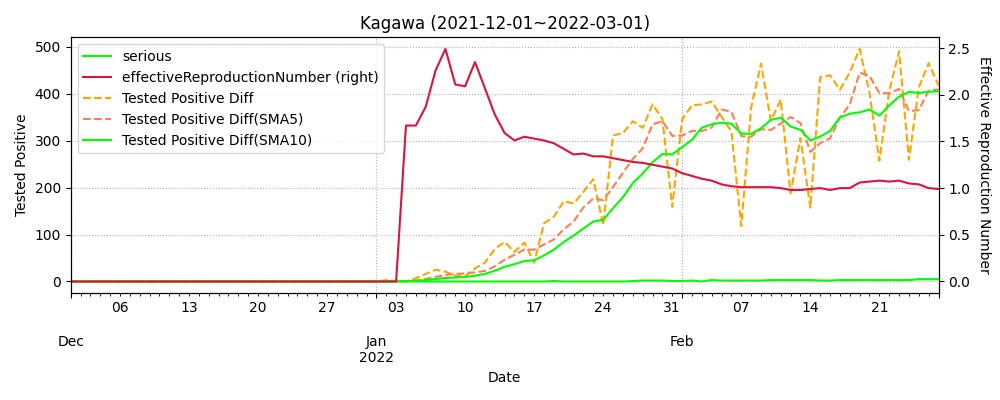 Kagawa (2021-12-01~2022-03-01)
serious
effectiveReproductionNumber (right)
Tested Positive Diff
Tested Positive Diff(SMA5)
Tested Positive Diff(SMA10)
Tested Positive
500
400
300
200
100
0
Effective Reproduction Number
2.5
2.0
1.5
1.0
0.5
0.0
06 13 20 27 03 10 17 24 31 07 14 21
Dec Jan Feb
2022
Date